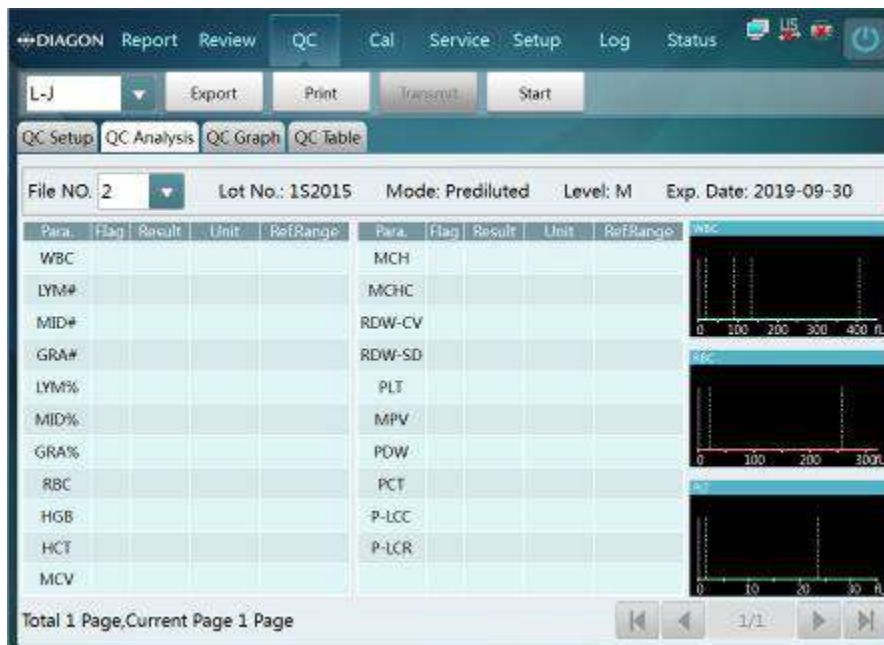 DIAGON Report Review QC Cal Service Setup Log Status
L-J Export Print Transmit Start
QC Setup QC Analysis QC Graph QC Table
File NO. 2 Lot No.: 1S2015 Mode: Prediluted Level: M Exp. Date: 2019-09-30
Para. Flag Result Unit Ref.Range Para. Flag Result Unit Ref.Range WBC
WBC MCH
LYM# MCHC
MID# RDW-CV
0 100 200 300 400 fL
GRA# RDW-SD
RBC
LYM% PLT
MID% MPV
GRA% PDW
0 100 200 300fL
RBC PCT
PLT
HGB P-LCC
HCT P-LCR
MCV
0 10 20 30 fL
Total 1 Page,Current Page 1 Page 1/1